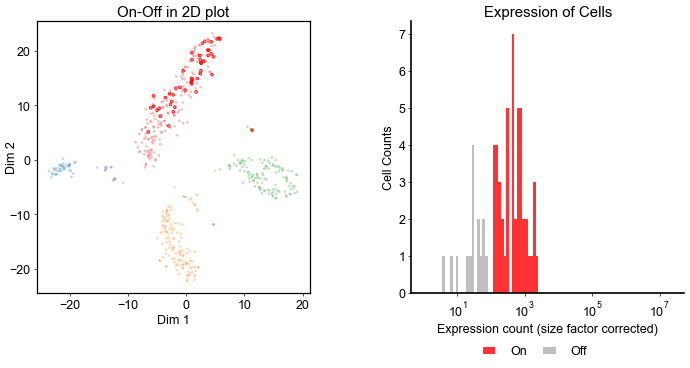 On-Off in 2D plot
Dim 2
20
10
0
−10
−20
−20 −10 0 10 20
Dim 1
Expression of Cells
Cell Counts
7
6
5
4
3
2
1
0
10^1 10^3 10^5 10^7
Expression count (size factor corrected)
On Off